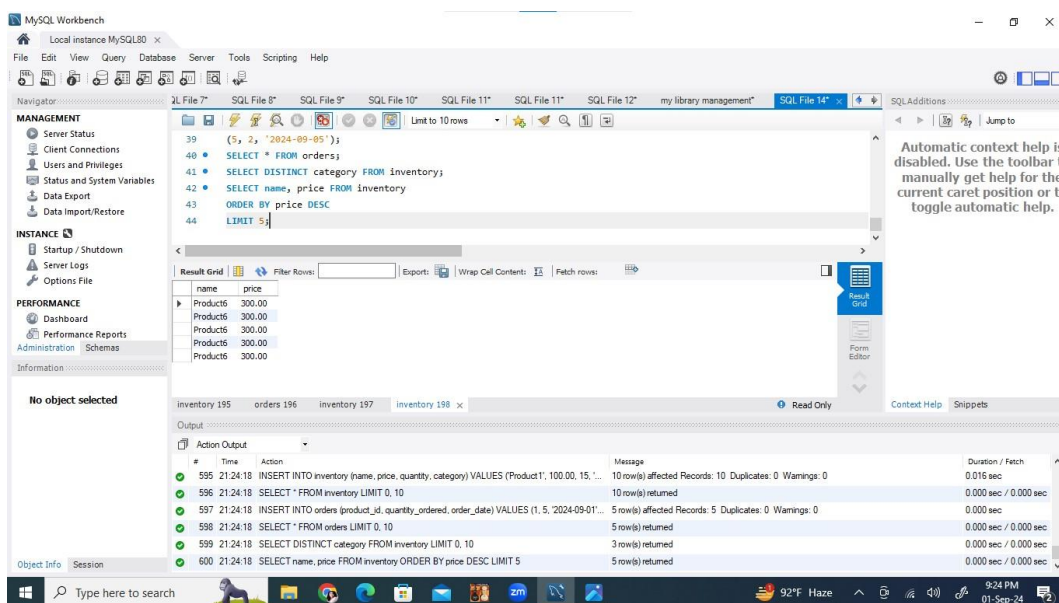 MySQL Workbench
Local instance MySQL80
File Edit View Query Database Server Tools Scripting Help
Navigator
MANAGEMENT
Server Status
Client Connections
Users and Privileges
Status and System Variables
Data Export
Data Import/Restore
INSTANCE
Startup / Shutdown
Server Logs
Options File
PERFORMANCE
Dashboard
Performance Reports
Administration Schemas
Information
No object selected
Object Info Session
QL File 7* SQL File 8* SQL File 9* SQL File 10* SQL File 11* SQL File 11* SQL File 12* my library management* SQL File 14*
Limit to 10 rows
39 (5, 2, '2024-09-05');
40 SELECT * FROM orders;
41 SELECT DISTINCT category FROM inventory;
42 SELECT name, price FROM inventory
43 ORDER BY price DESC
44 LIMIT 5;
Result Grid Filter Rows: Export: Wrap Cell Content: Fetch rows:
name price
Product6 300.00
Product6 300.00
Product6 300.00
Product6 300.00
Product6 300.00
Result Grid
Form Editor
inventory 195 orders 196 inventory 197 inventory 198 Read Only
SQLAdditions
Jump to
Automatic context help is
disabled. Use the toolbar
manually get help for the
current caret position or
toggle automatic help.
Context Help Snippets
Output
Action Output
# Time Action Message Duration / Fetch
595 21:24:18 INSERT INTO inventory (name, price, quantity, category) VALUES ('Product1', 100.00, 15, '... 10 row(s) affected Records: 10 Duplicates: 0 Warnings: 0 0.016 sec
596 21:24:18 SELECT * FROM inventory LIMIT 0, 10 10 row(s) returned 0.000 sec / 0.000 sec
597 21:24:18 INSERT INTO orders (product_id, quantity_ordered, order_date) VALUES (1, 5, '2024-09-01'... 5 row(s) affected Records: 5 Duplicates: 0 Warnings: 0 0.000 sec
598 21:24:18 SELECT * FROM orders LIMIT 0, 10 5 row(s) returned 0.000 sec / 0.000 sec
599 21:24:18 SELECT DISTINCT category FROM inventory LIMIT 0, 10 3 row(s) returned 0.000 sec / 0.000 sec
600 21:24:18 SELECT name, price FROM inventory ORDER BY price DESC LIMIT 5 5 row(s) returned 0.000 sec / 0.000 sec
Type here to search
zm
92°F Haze
9:24 PM
01-Sep-24